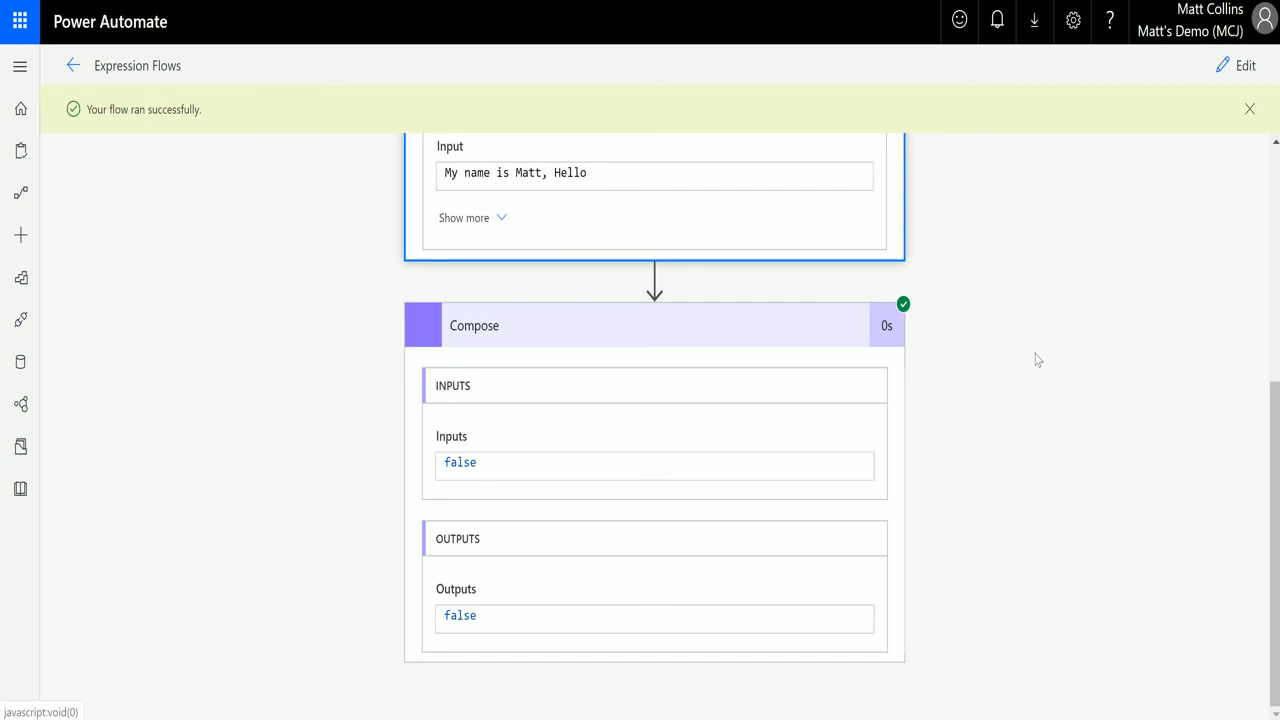 Power Automate
Matt Collins
Matt's Demo (MCJ)
Expression Flows
Edit
Your flow ran successfully.
Input
My name is Matt, Hello
Show more
Compose
0s
INPUTS
Inputs
false
OUTPUTS
Outputs
false
javascript:void(0)